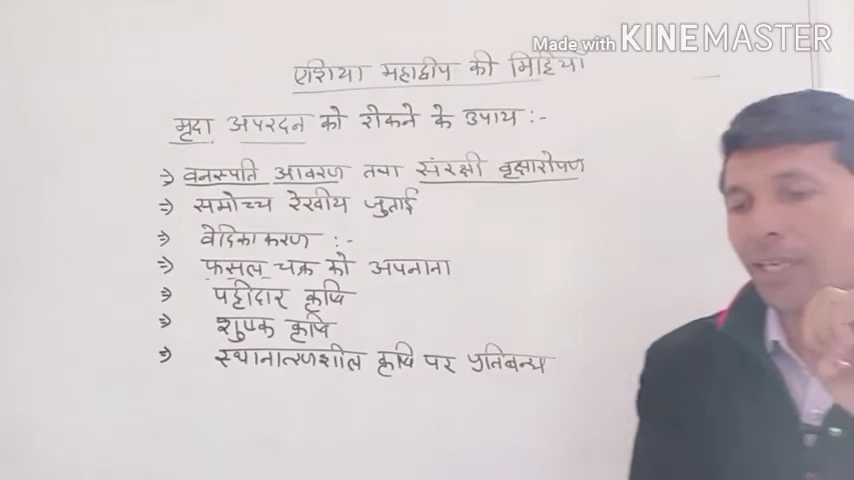 Made with KINEMASTER
एशिया महाद्वीप की मिट्टियाँ
मृदा अपरदन को रोकने के उपाय :-
⇒ वनस्पति आवरण तथा संरक्षी वृक्षारोपण
⇒ समोच्च रेखीय जुताई
⇒ वेदिकाकरण :-
⇒ फसल चक्र को अपनाना
⇒ पट्टीदार कृषि
⇒ शुष्क कृषि
⇒ स्थानान्तणशील कृषि पर प्रतिबन्ध